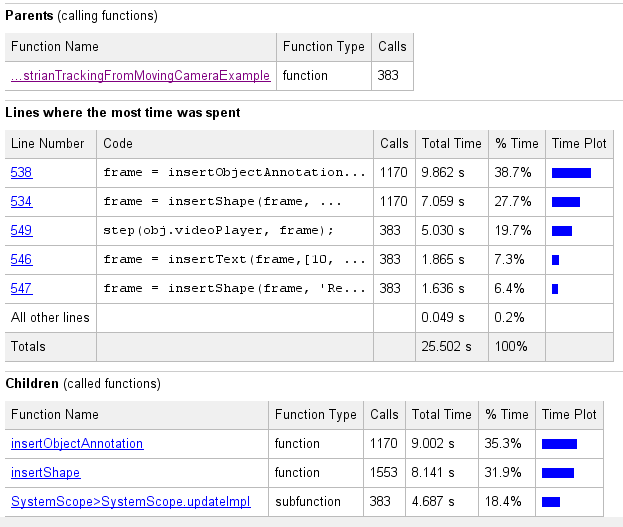 Parents (calling functions)
Function Name Function Type Calls
...strianTrackingFromMovingCameraExample function 383
Lines where the most time was spent
Line Number Code Calls Total Time % Time Time Plot
538 frame = insertObjectAnnotation... 1170 9.862 s 38.7%
534 frame = insertShape(frame, ... 1170 7.059 s 27.7%
549 step(obj.videoPlayer, frame); 383 5.030 s 19.7%
546 frame = insertText(frame,[10, ... 383 1.865 s 7.3%
547 frame = insertShape(frame, 'Re... 383 1.636 s 6.4%
All other lines 0.049 s 0.2%
Totals 25.502 s 100%
Children (called functions)
Function Name Function Type Calls Total Time % Time Time Plot
insertObjectAnnotation function 1170 9.002 s 35.3%
insertShape function 1553 8.141 s 31.9%
SystemScope>SystemScope.updateImpl subfunction 383 4.687 s 18.4%